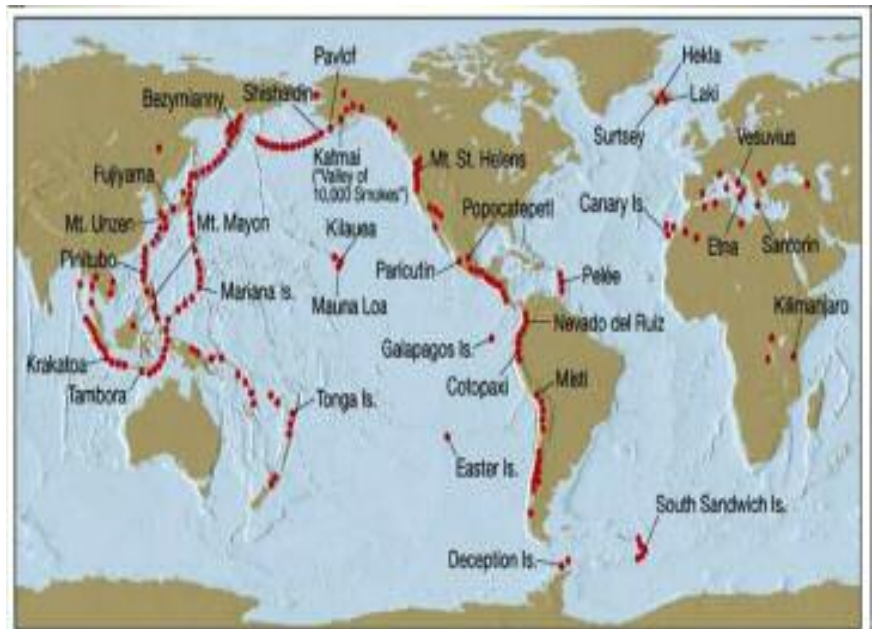 Pavlof
Hekla
Bezymianny
Shishaldin
Laki
Surtsey
Vesuvius
Katmai
("Valley of
10,000 Smokes")
Mt. St. Helens
Fujiyama
Popocatepetl
Canary Is.
Mt. Unzen
Mt. Mayon
Kilauea
Etna
Santorin
Pinitubo
Paricutin
Pelée
Mariana Is.
Mauna Loa
Kilimanjaro
Nevado del Ruiz
Galapagos Is.
Krakatoa
Cotopaxi
Misti
Tambora
Tonga Is.
Easter Is.
South Sandwich Is.
Deception Is.